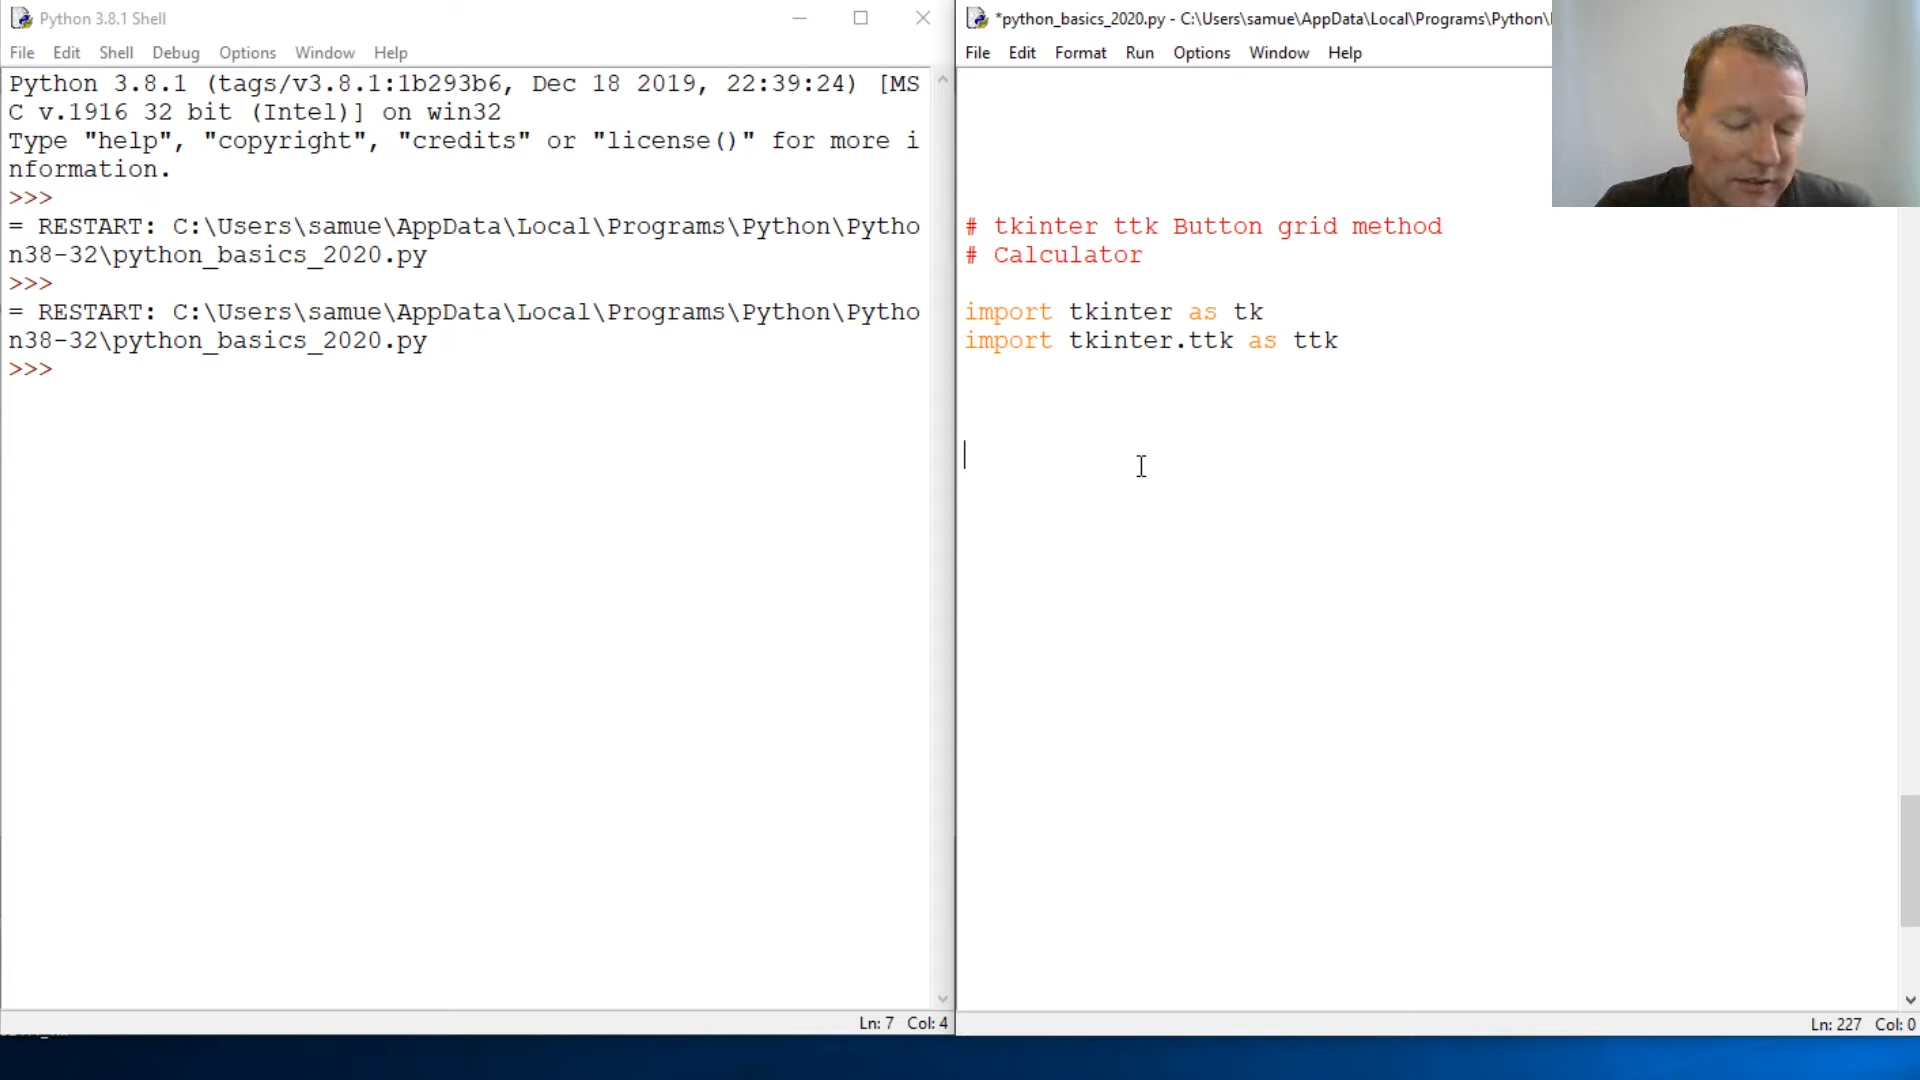 Python 3.8.1 Shell
File Edit Shell Debug Options Window Help
Python 3.8.1 (tags/v3.8.1:1b293b6, Dec 18 2019, 22:39:24) [MS
C v.1916 32 bit (Intel)] on win32
Type "help", "copyright", "credits" or "license()" for more i
nformation.
>>>
= RESTART: C:\Users\samue\AppData\Local\Programs\Python\Pytho
n38-32\python_basics_2020.py
>>>
= RESTART: C:\Users\samue\AppData\Local\Programs\Python\Pytho
n38-32\python_basics_2020.py
>>>
Ln: 7 Col: 4
*python_basics_2020.py - C:\Users\samue\AppData\Local\Programs\Python\
File Edit Format Run Options Window Help
# tkinter ttk Button grid method
# Calculator
import tkinter as tk
import tkinter.ttk as ttk
Ln: 227 Col: 0